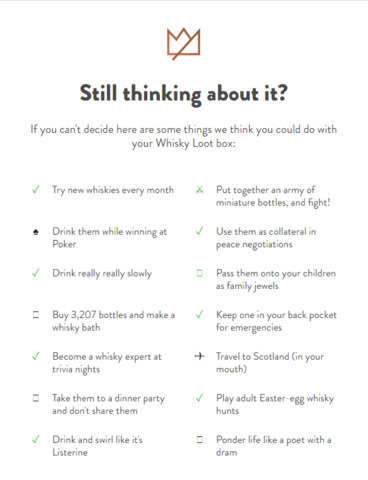 Still thinking about it?
If you can't decide here are some things we think you could do with
your Whisky Loot box:
✓ Try new whiskies every month
♠ Drink them while winning at
Poker
✓ Drink really really slowly
□ Buy 3,207 bottles and make a
whisky bath
✓ Become a whisky expert at
trivia nights
□ Take them to a dinner party
and don't share them
✓ Drink and swirl like it's
Listerine
⚔ Put together an army of
miniature bottles, and fight!
✓ Use them as collateral in
peace negotiations
□ Pass them onto your children
as family jewels
✓ Keep one in your back pocket
for emergencies
✈ Travel to Scotland (in your
mouth)
✓ Play adult Easter-egg whisky
hunts
□ Ponder life like a poet with a
dram